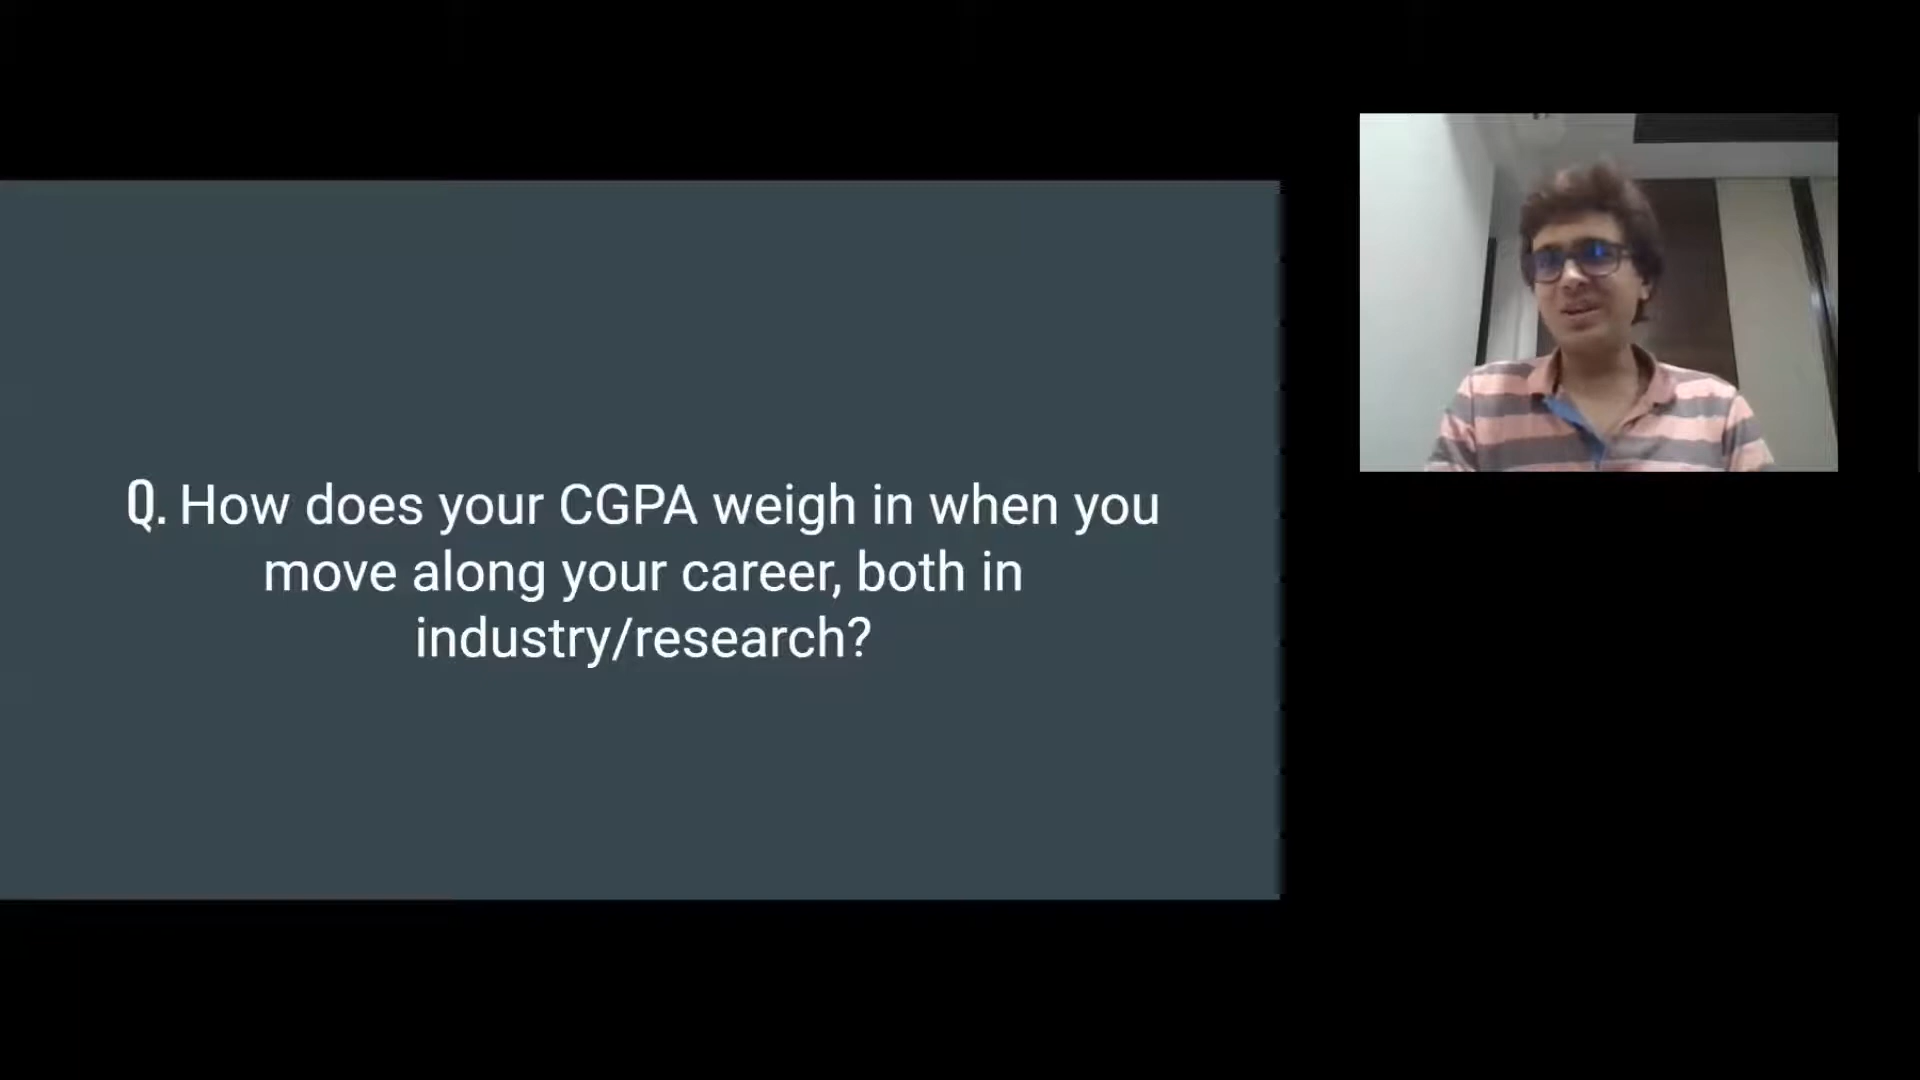 Q. How does your CGPA weigh in when you
move along your career, both in
industry/research?